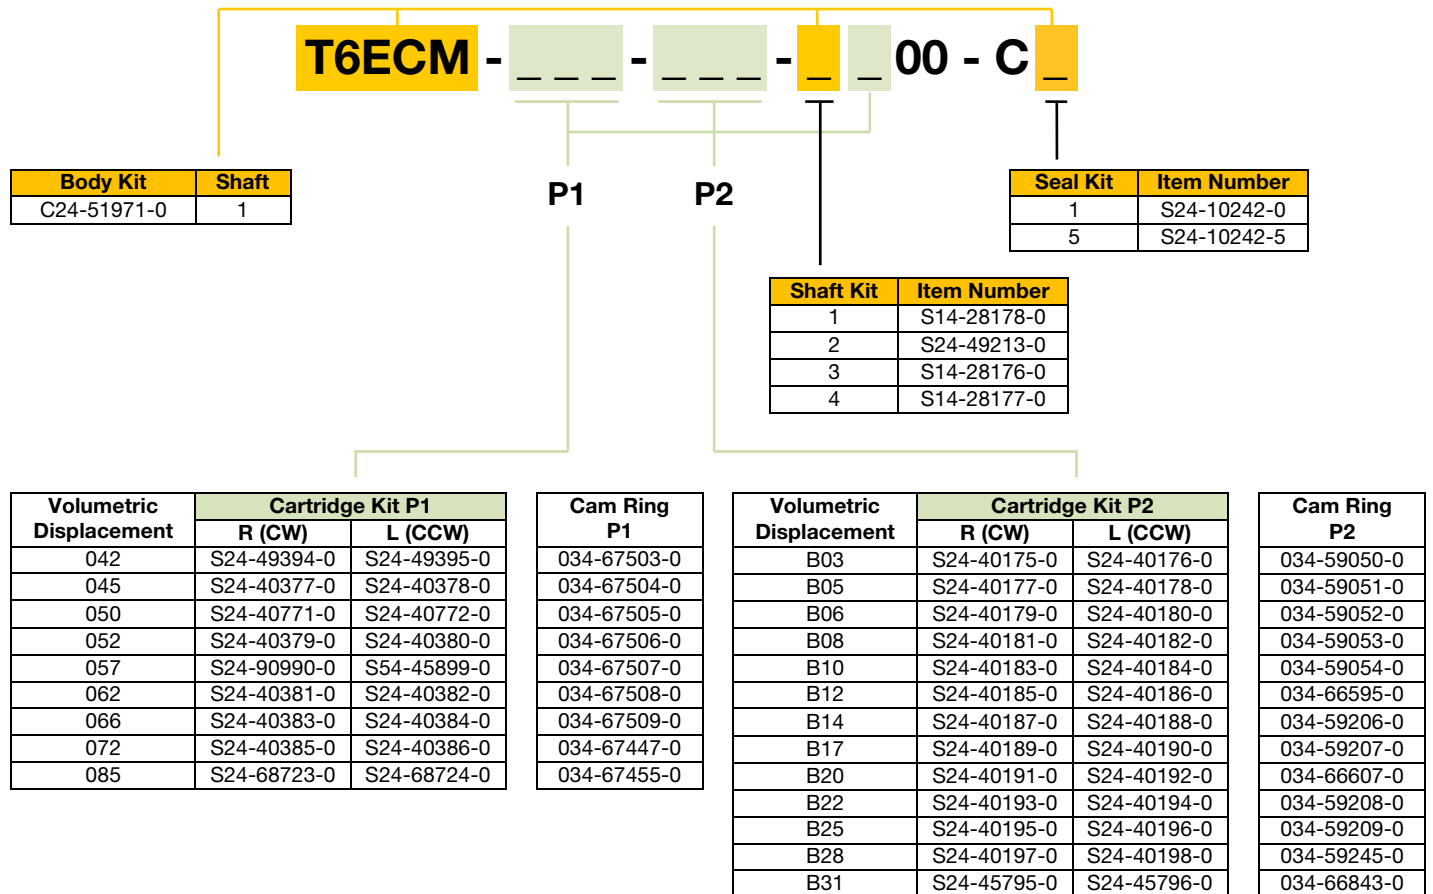 T6ECM - _ _ _ - _ _ _ - _ _ 00 - C _
Body Kit Shaft
C24-51971-0 1
P1 P2
Seal Kit Item Number
1 S24-10242-0
5 S24-10242-5
Shaft Kit Item Number
1 S14-28178-0
2 S24-49213-0
3 S14-28176-0
4 S14-28177-0
Volumetric Displacement Cartridge Kit P1
R (CW) L (CCW)
042 S24-49394-0 S24-49395-0
045 S24-40377-0 S24-40378-0
050 S24-40771-0 S24-40772-0
052 S24-40379-0 S24-40380-0
057 S24-90990-0 S54-45899-0
062 S24-40381-0 S24-40382-0
066 S24-40383-0 S24-40384-0
072 S24-40385-0 S24-40386-0
085 S24-68723-0 S24-68724-0
Cam Ring
P1
034-67503-0
034-67504-0
034-67505-0
034-67506-0
034-67507-0
034-67508-0
034-67509-0
034-67447-0
034-67455-0
Volumetric Displacement Cartridge Kit P2
R (CW) L (CCW)
B03 S24-40175-0 S24-40176-0
B05 S24-40177-0 S24-40178-0
B06 S24-40179-0 S24-40180-0
B08 S24-40181-0 S24-40182-0
B10 S24-40183-0 S24-40184-0
B12 S24-40185-0 S24-40186-0
B14 S24-40187-0 S24-40188-0
B17 S24-40189-0 S24-40190-0
B20 S24-40191-0 S24-40192-0
B22 S24-40193-0 S24-40194-0
B25 S24-40195-0 S24-40196-0
B28 S24-40197-0 S24-40198-0
B31 S24-45795-0 S24-45796-0
Cam Ring
P2
034-59050-0
034-59051-0
034-59052-0
034-59053-0
034-59054-0
034-66595-0
034-59206-0
034-59207-0
034-66607-0
034-59208-0
034-59209-0
034-59245-0
034-66843-0